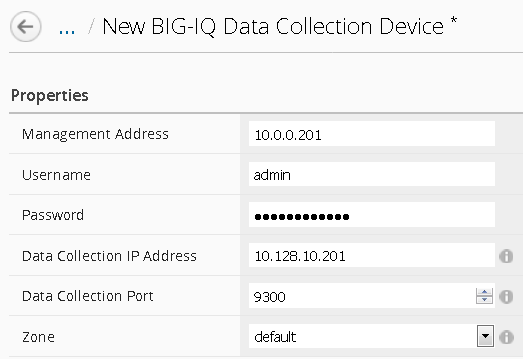 ... / New BIG-IQ Data Collection Device *
Properties
Management Address 10.0.0.201
Username admin
Password ●●●●●●●●●●●●
Data Collection IP Address 10.128.10.201
Data Collection Port 9300
Zone default